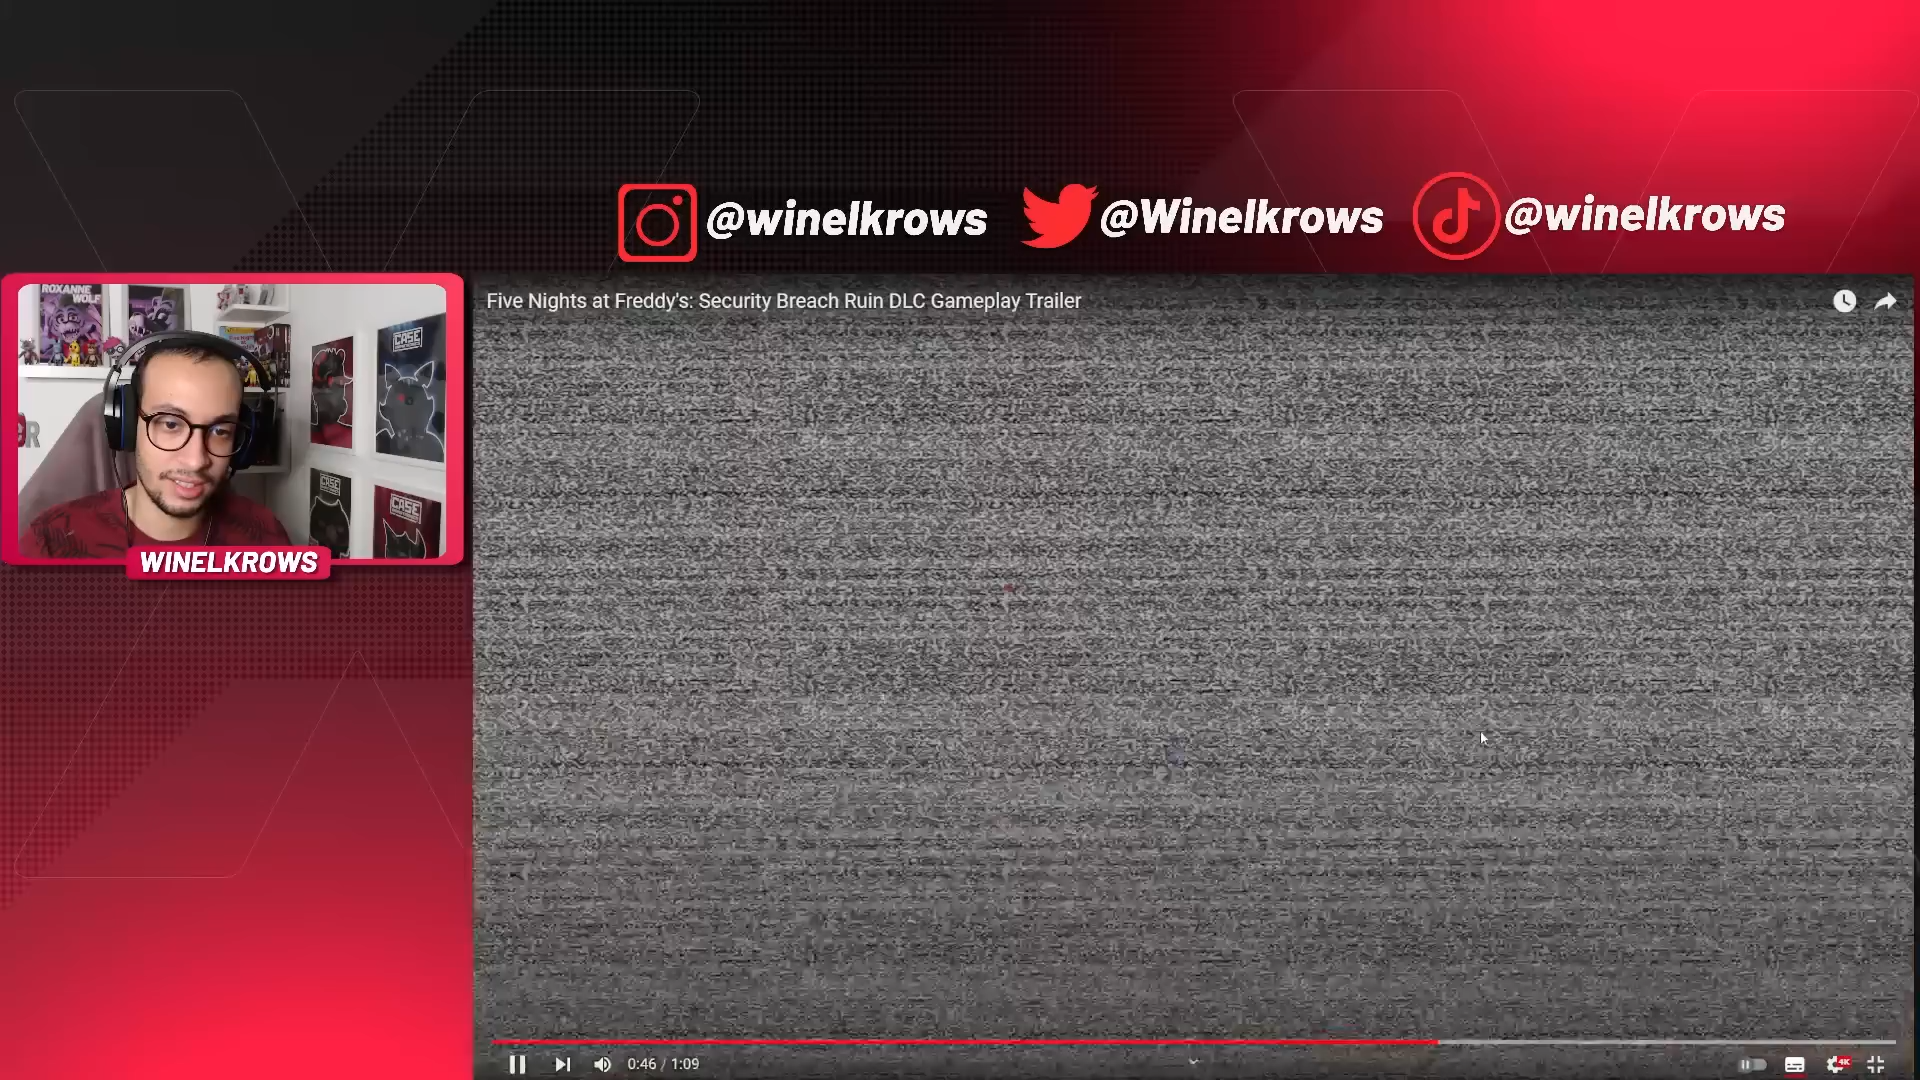 @winelkrows @Winelkrows @winelkrows
ROXANNE
WOLF
CASE
CASE
CASE
WINELKROWS
Five Nights at Freddy's: Security Breach Ruin DLC Gameplay Trailer
0:46 / 1:09
4K